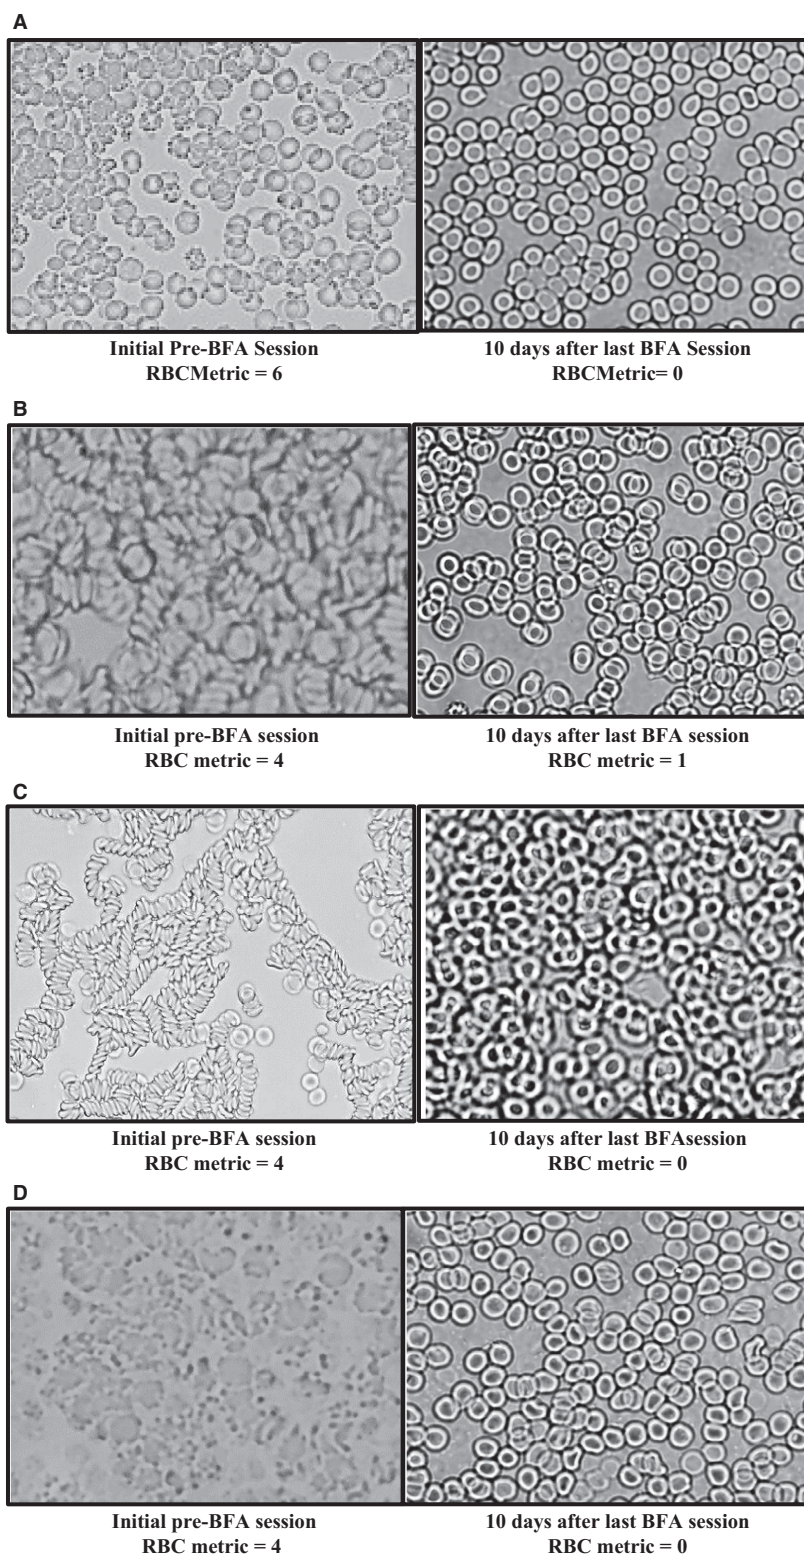 A
Initial Pre-BFA Session
RBCMetric = 6
10 days after last BFA Session
RBCMetric= 0
B
Initial pre-BFA session
RBC metric = 4
10 days after last BFA session
RBC metric = 1
C
Initial pre-BFA session
RBC metric = 4
10 days after last BFAsession
RBC metric = 0
D
Initial pre-BFA session
RBC metric = 4
10 days after last BFA session
RBC metric = 0